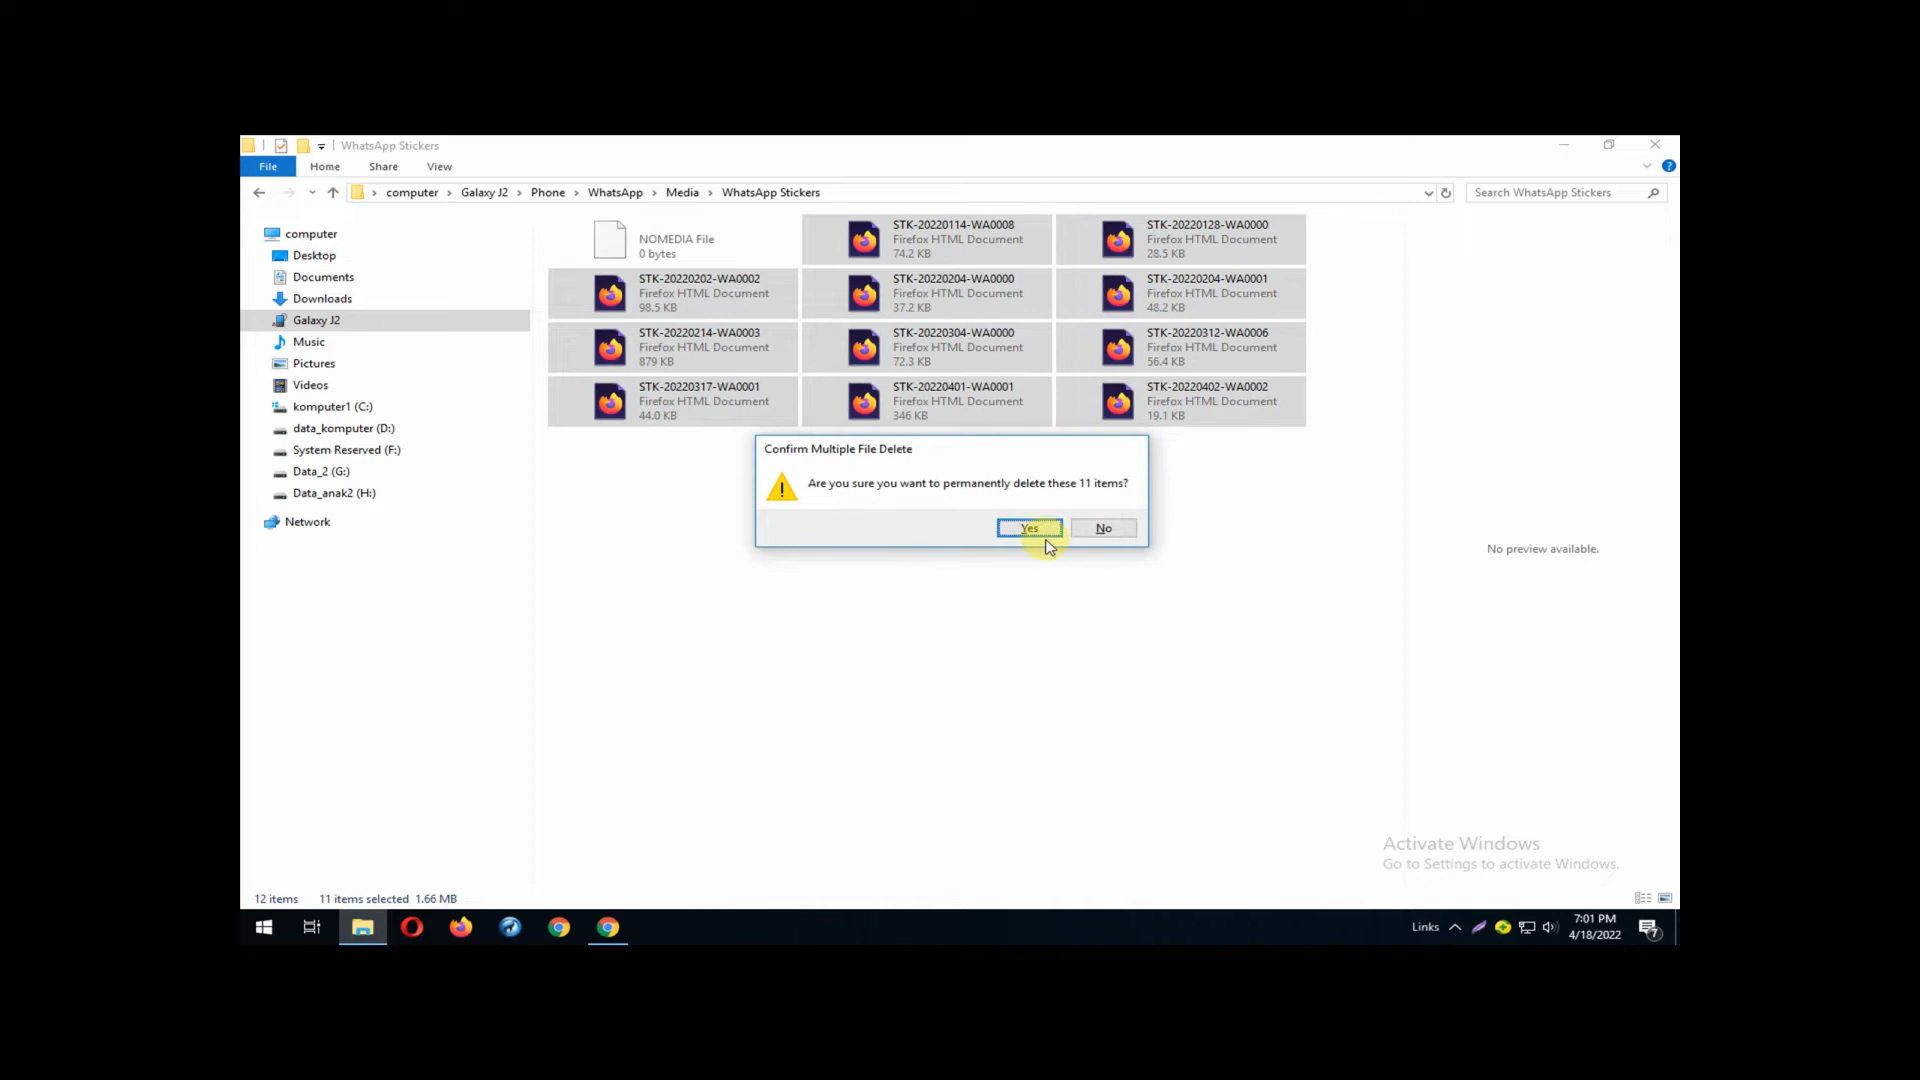 WhatsApp Stickers
File Home Share View
computer Galaxy J2 Phone WhatsApp Media WhatsApp Stickers
Search WhatsApp Stickers
computer
Desktop
Documents
Downloads
Galaxy J2
Music
Pictures
Videos
komputer1 (C:)
data_komputer (D:)
System Reserved (F:)
Data_2 (G:)
Data_anak2 (H:)
Network
NOMEDIA File
0 bytes
STK-20220114-WA0008
Firefox HTML Document
74.2 KB
STK-20220128-WA0000
Firefox HTML Document
28.5 KB
STK-20220202-WA0002
Firefox HTML Document
98.5 KB
STK-20220204-WA0000
Firefox HTML Document
37.2 KB
STK-20220204-WA0001
Firefox HTML Document
48.2 KB
STK-20220214-WA0003
Firefox HTML Document
879 KB
STK-20220304-WA0000
Firefox HTML Document
72.3 KB
STK-20220312-WA0006
Firefox HTML Document
56.4 KB
STK-20220317-WA0001
Firefox HTML Document
44.0 KB
STK-20220401-WA0001
Firefox HTML Document
346 KB
STK-20220402-WA0002
Firefox HTML Document
19.1 KB
Confirm Multiple File Delete
Are you sure you want to permanently delete these 11 items?
Yes No
No preview available.
Activate Windows
Go to Settings to activate Windows.
12 items 11 items selected 1.66 MB
Links
7:01 PM
4/18/2022
7